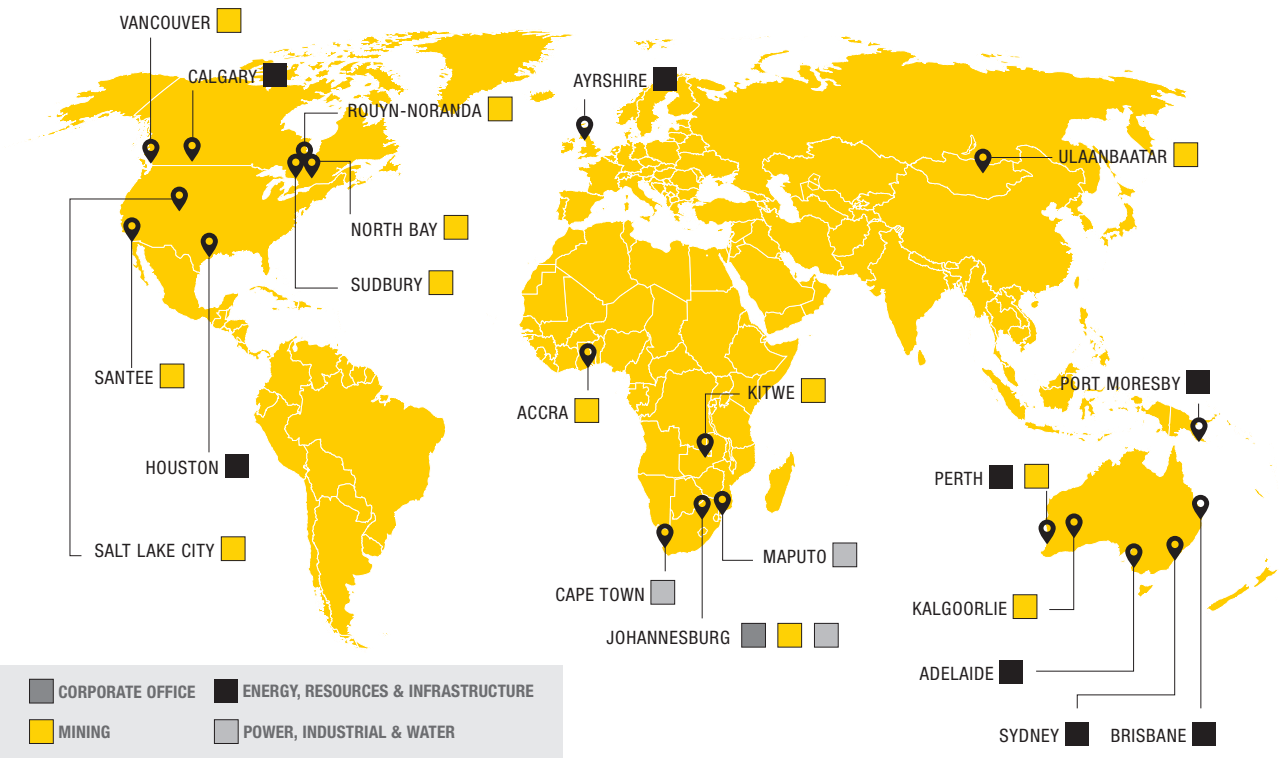 VANCOUVER
CALGARY
AYRSHIRE
ROUYN-NORANDA
ULAANBAATAR
NORTH BAY
SUDBURY
SANTEE
PORT MORESBY
KITWE
ACCRA
HOUSTON
PERTH
SALT LAKE CITY
MAPUTO
CAPE TOWN
KALGOORLIE
JOHANNESBURG
ADELAIDE
CORPORATE OFFICE
ENERGY, RESOURCES & INFRASTRUCTURE
MINING
POWER, INDUSTRIAL & WATER
SYDNEY
BRISBANE